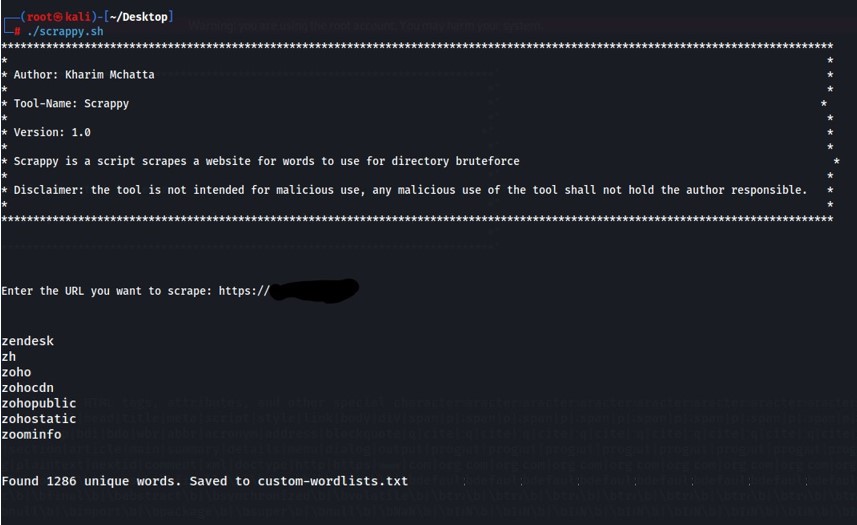 (root㉿kali)-[~/Desktop]
# ./scrappy.sh
***********************************************************************************************************************************
* *
* Author: Kharim Mchatta *
* *
* Tool-Name: Scrappy *
* *
* Version: 1.0 *
* *
* Scrappy is a script scrapes a website for words to use for directory bruteforce *
* *
* Disclaimer: the tool is not intended for malicious use, any malicious use of the tool shall not hold the author responsible. *
* *
***********************************************************************************************************************************
Enter the URL you want to scrape: https://
zendesk
zh
zoho
zohocdn
zohopublic
zohostatic
zoominfo
Found 1286 unique words. Saved to custom-wordlists.txt